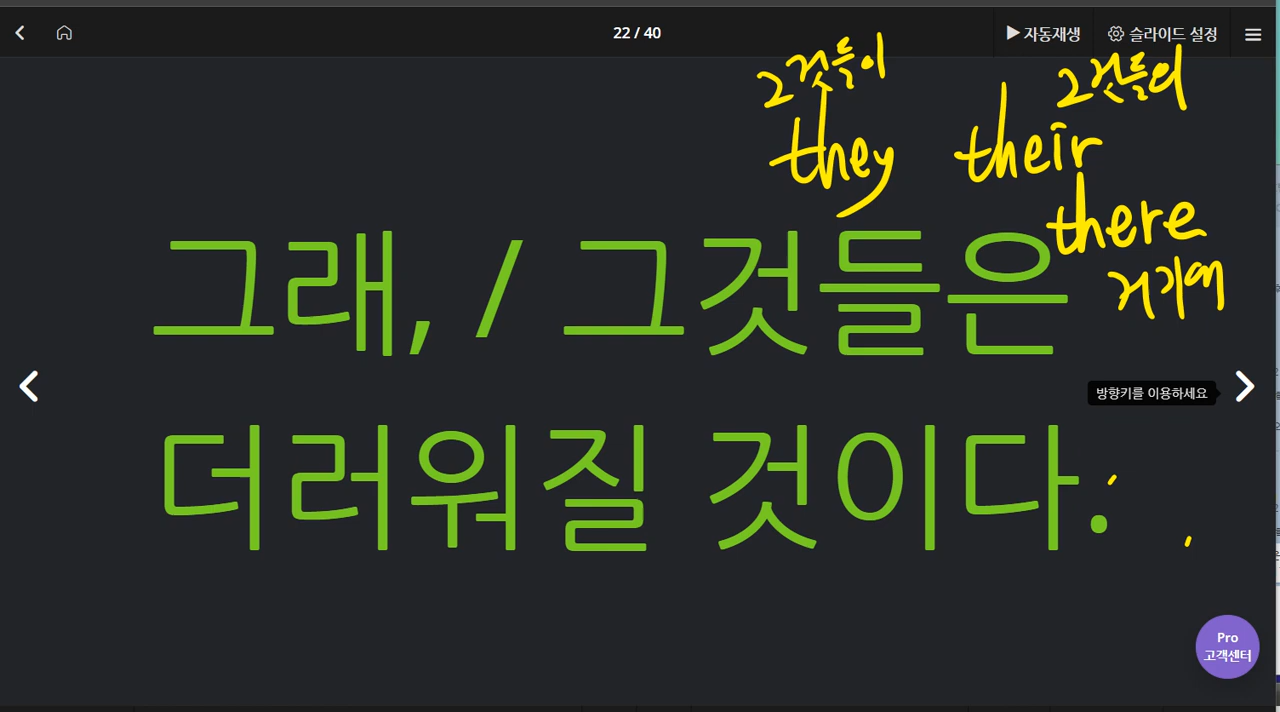 22 / 40
자동재생
슬라이드 설정
그것들이
그것들의
they
their
there
거기에
그래, / 그것들은
더러워질 것이다.
방향키를 이용하세요
Pro
고객센터